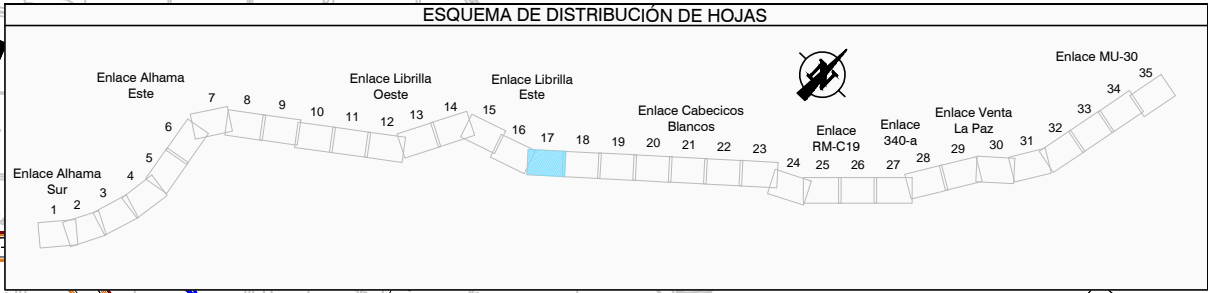 ESQUEMA DE DISTRIBUCIÓN DE HOJAS
Enlace Alhama
Sur
1
2
3
4
5
6
Enlace Alhama
Este
7
8
9
10
11
12
Enlace Librilla
Oeste
13
14
Enlace Librilla
Este
15
16
17
18
19
20
21
22
23
Enlace Cabecicos
Blancos
24
Enlace
RM-C19
25
26
27
Enlace
340-a
28
29
Enlace Venta
La Paz
30
31
32
33
34
35
Enlace MU-30